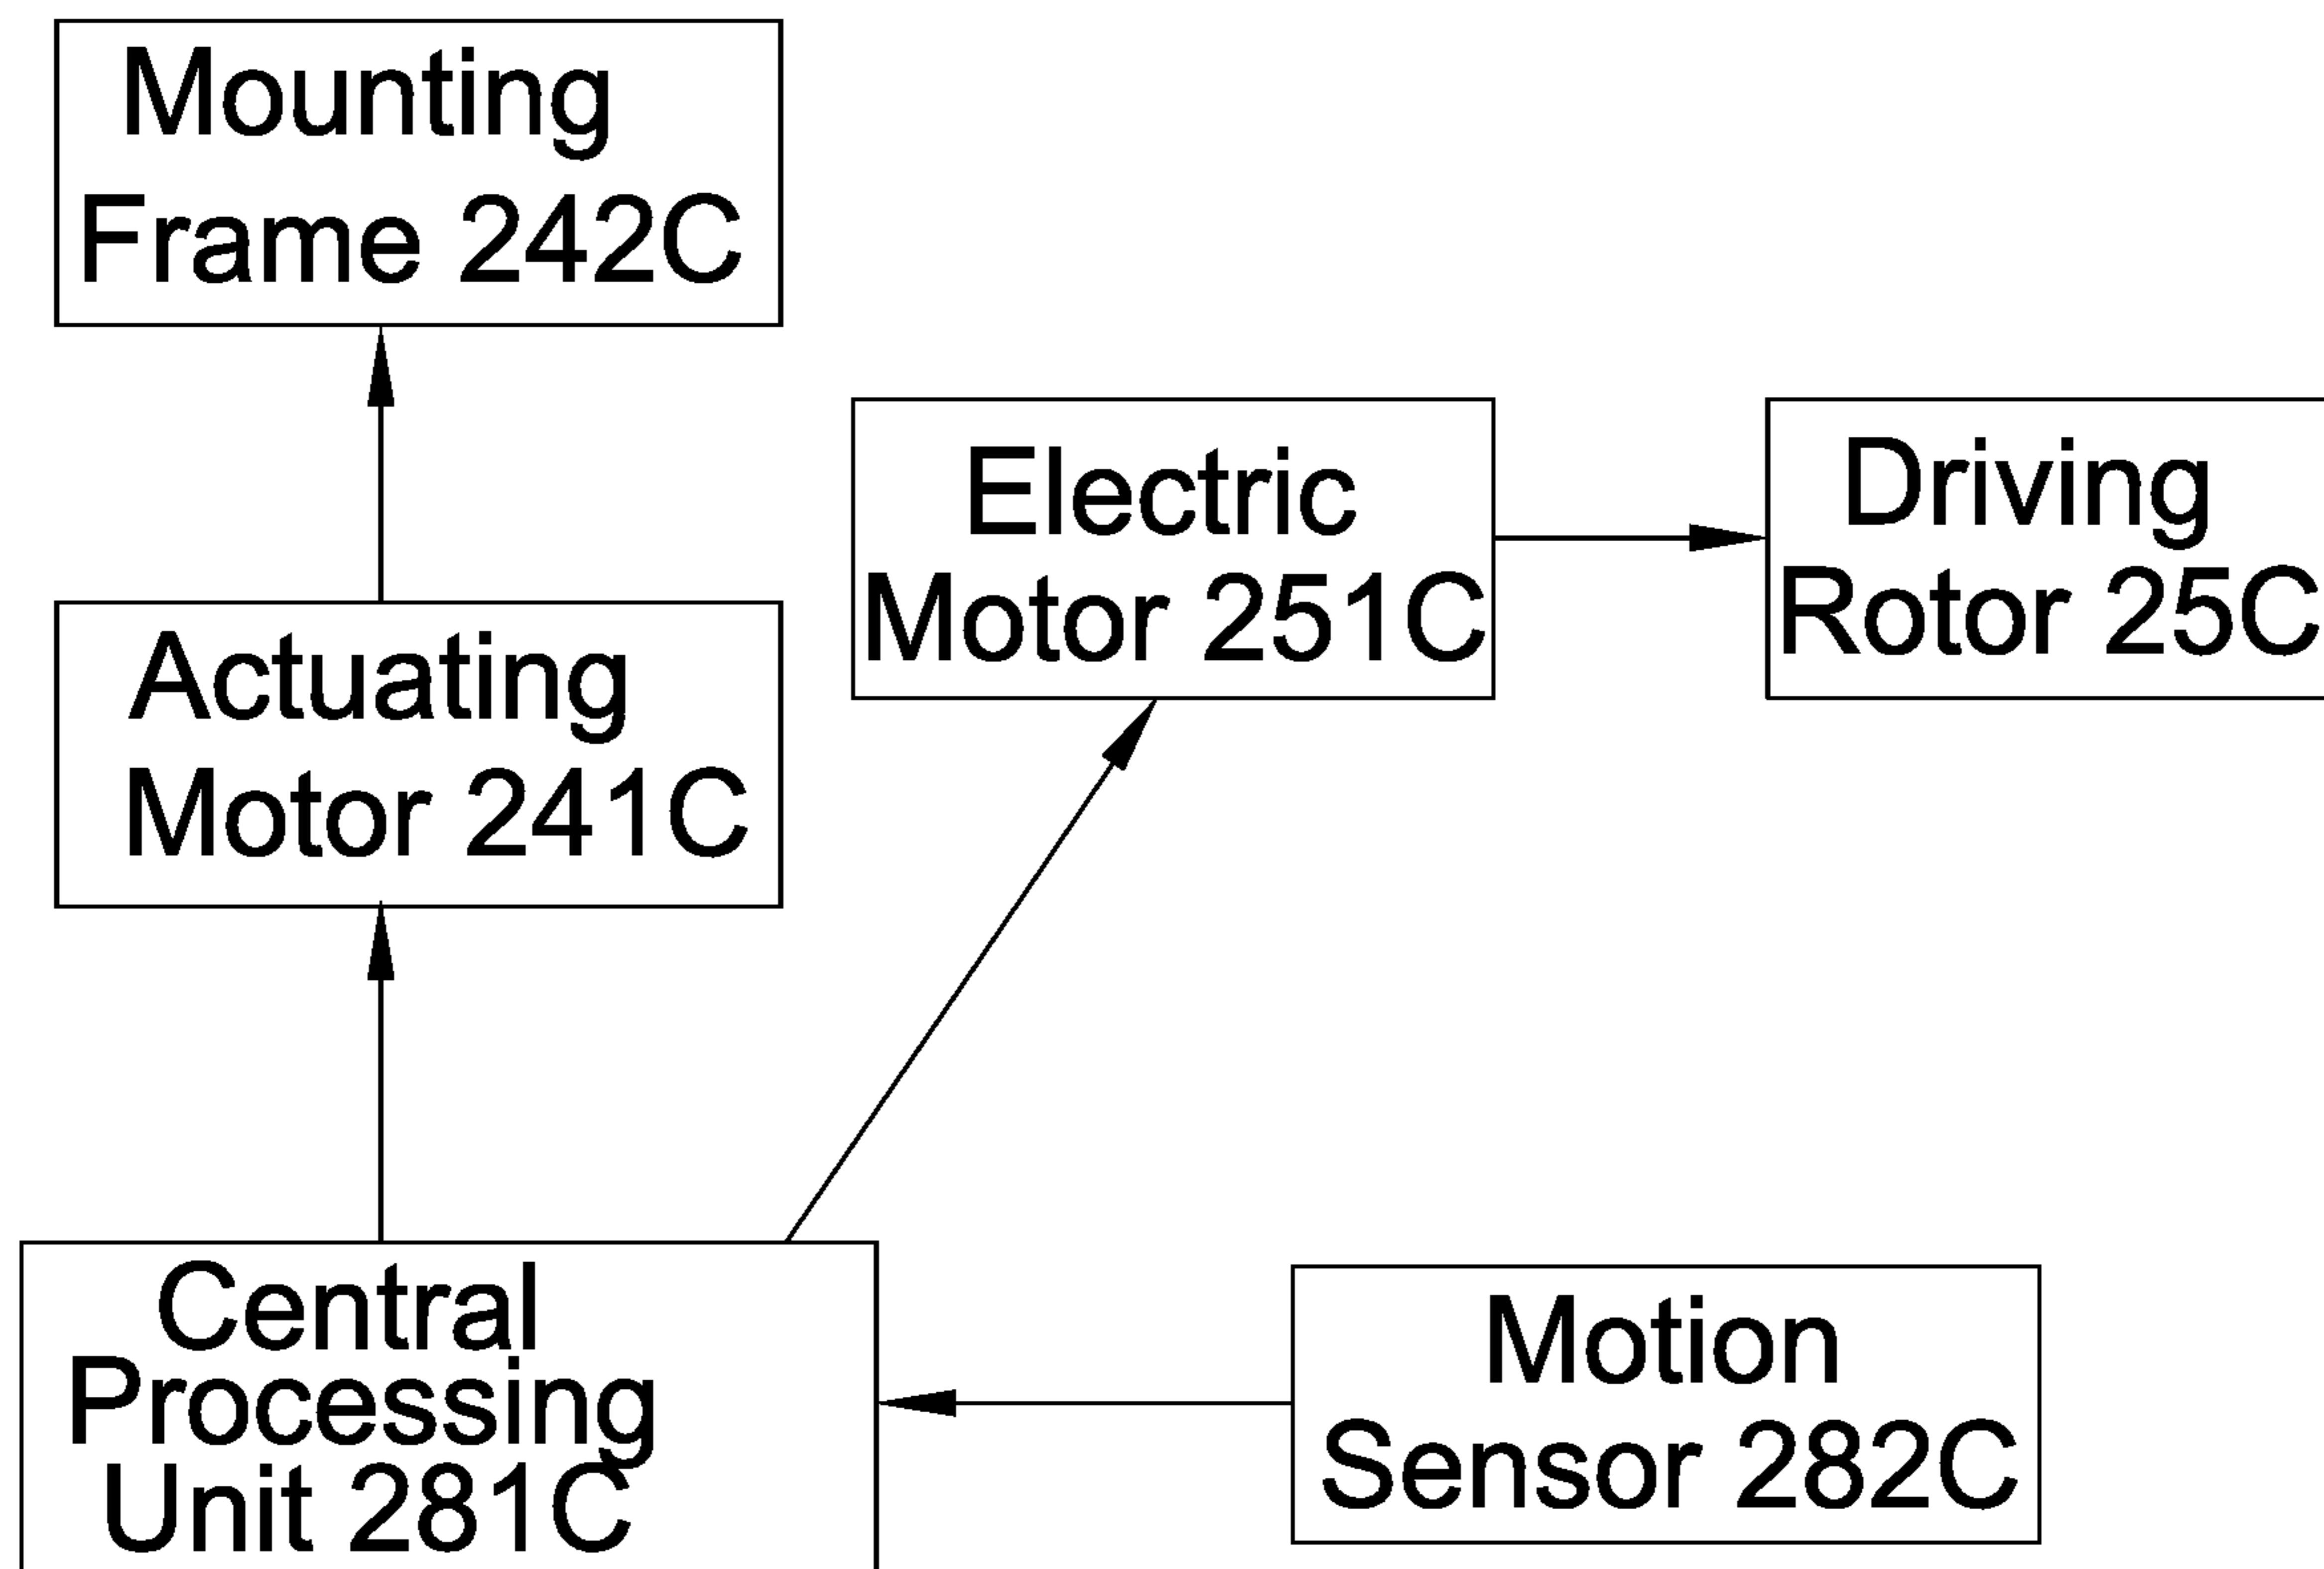 Mounting
Frame 242C
Electric
Motor 251C
Driving
Rotor 25C
Actuating
Motor 241C
Central
Processing
Unit 281C
Motion
Sensor 282C